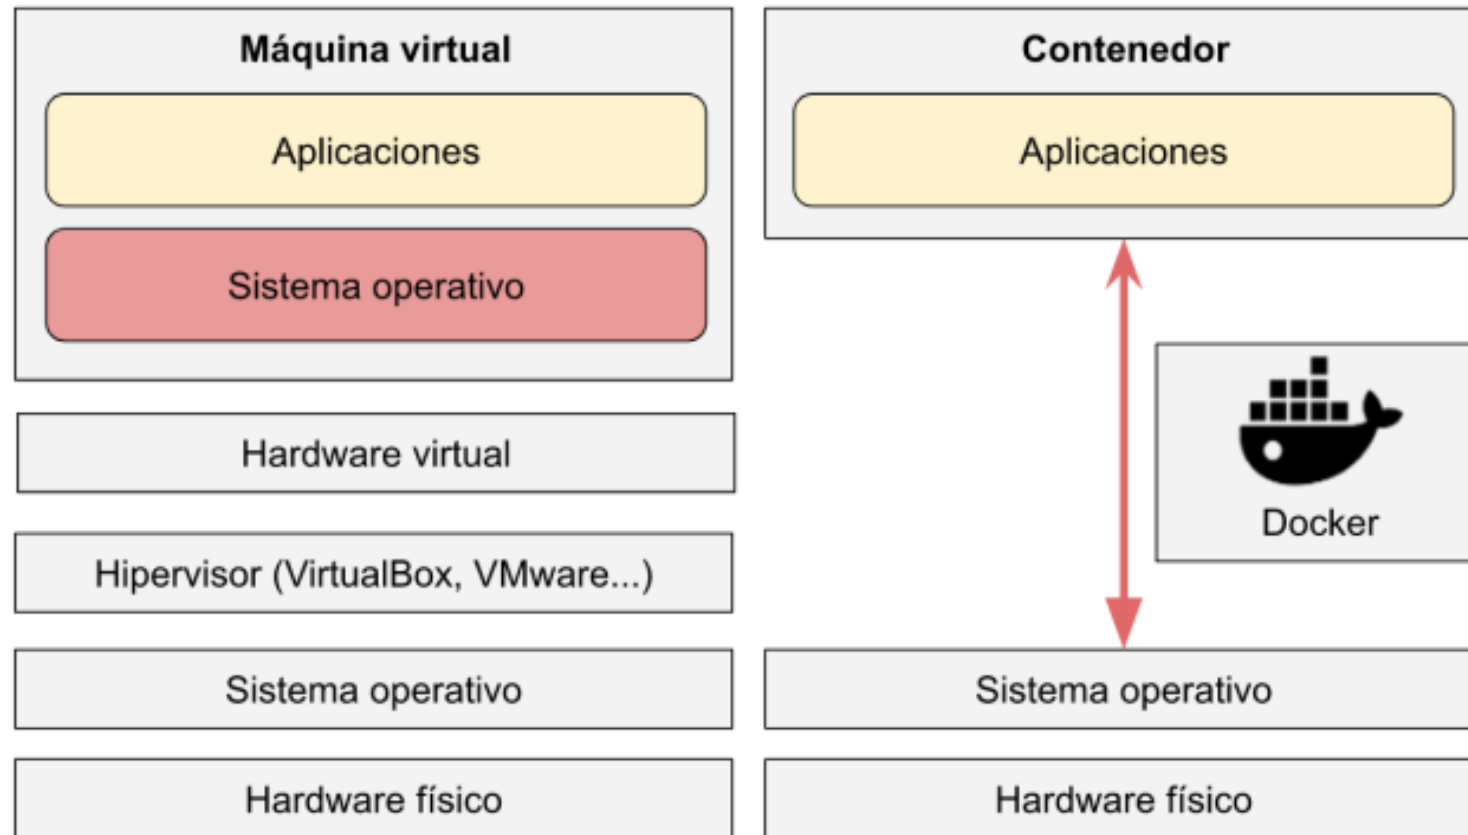 Máquina virtual
Aplicaciones
Sistema operativo
Hardware virtual
Hipervisor (VirtualBox, VMware...)
Sistema operativo
Hardware físico
Contenedor
Aplicaciones
Docker
Sistema operativo
Hardware físico